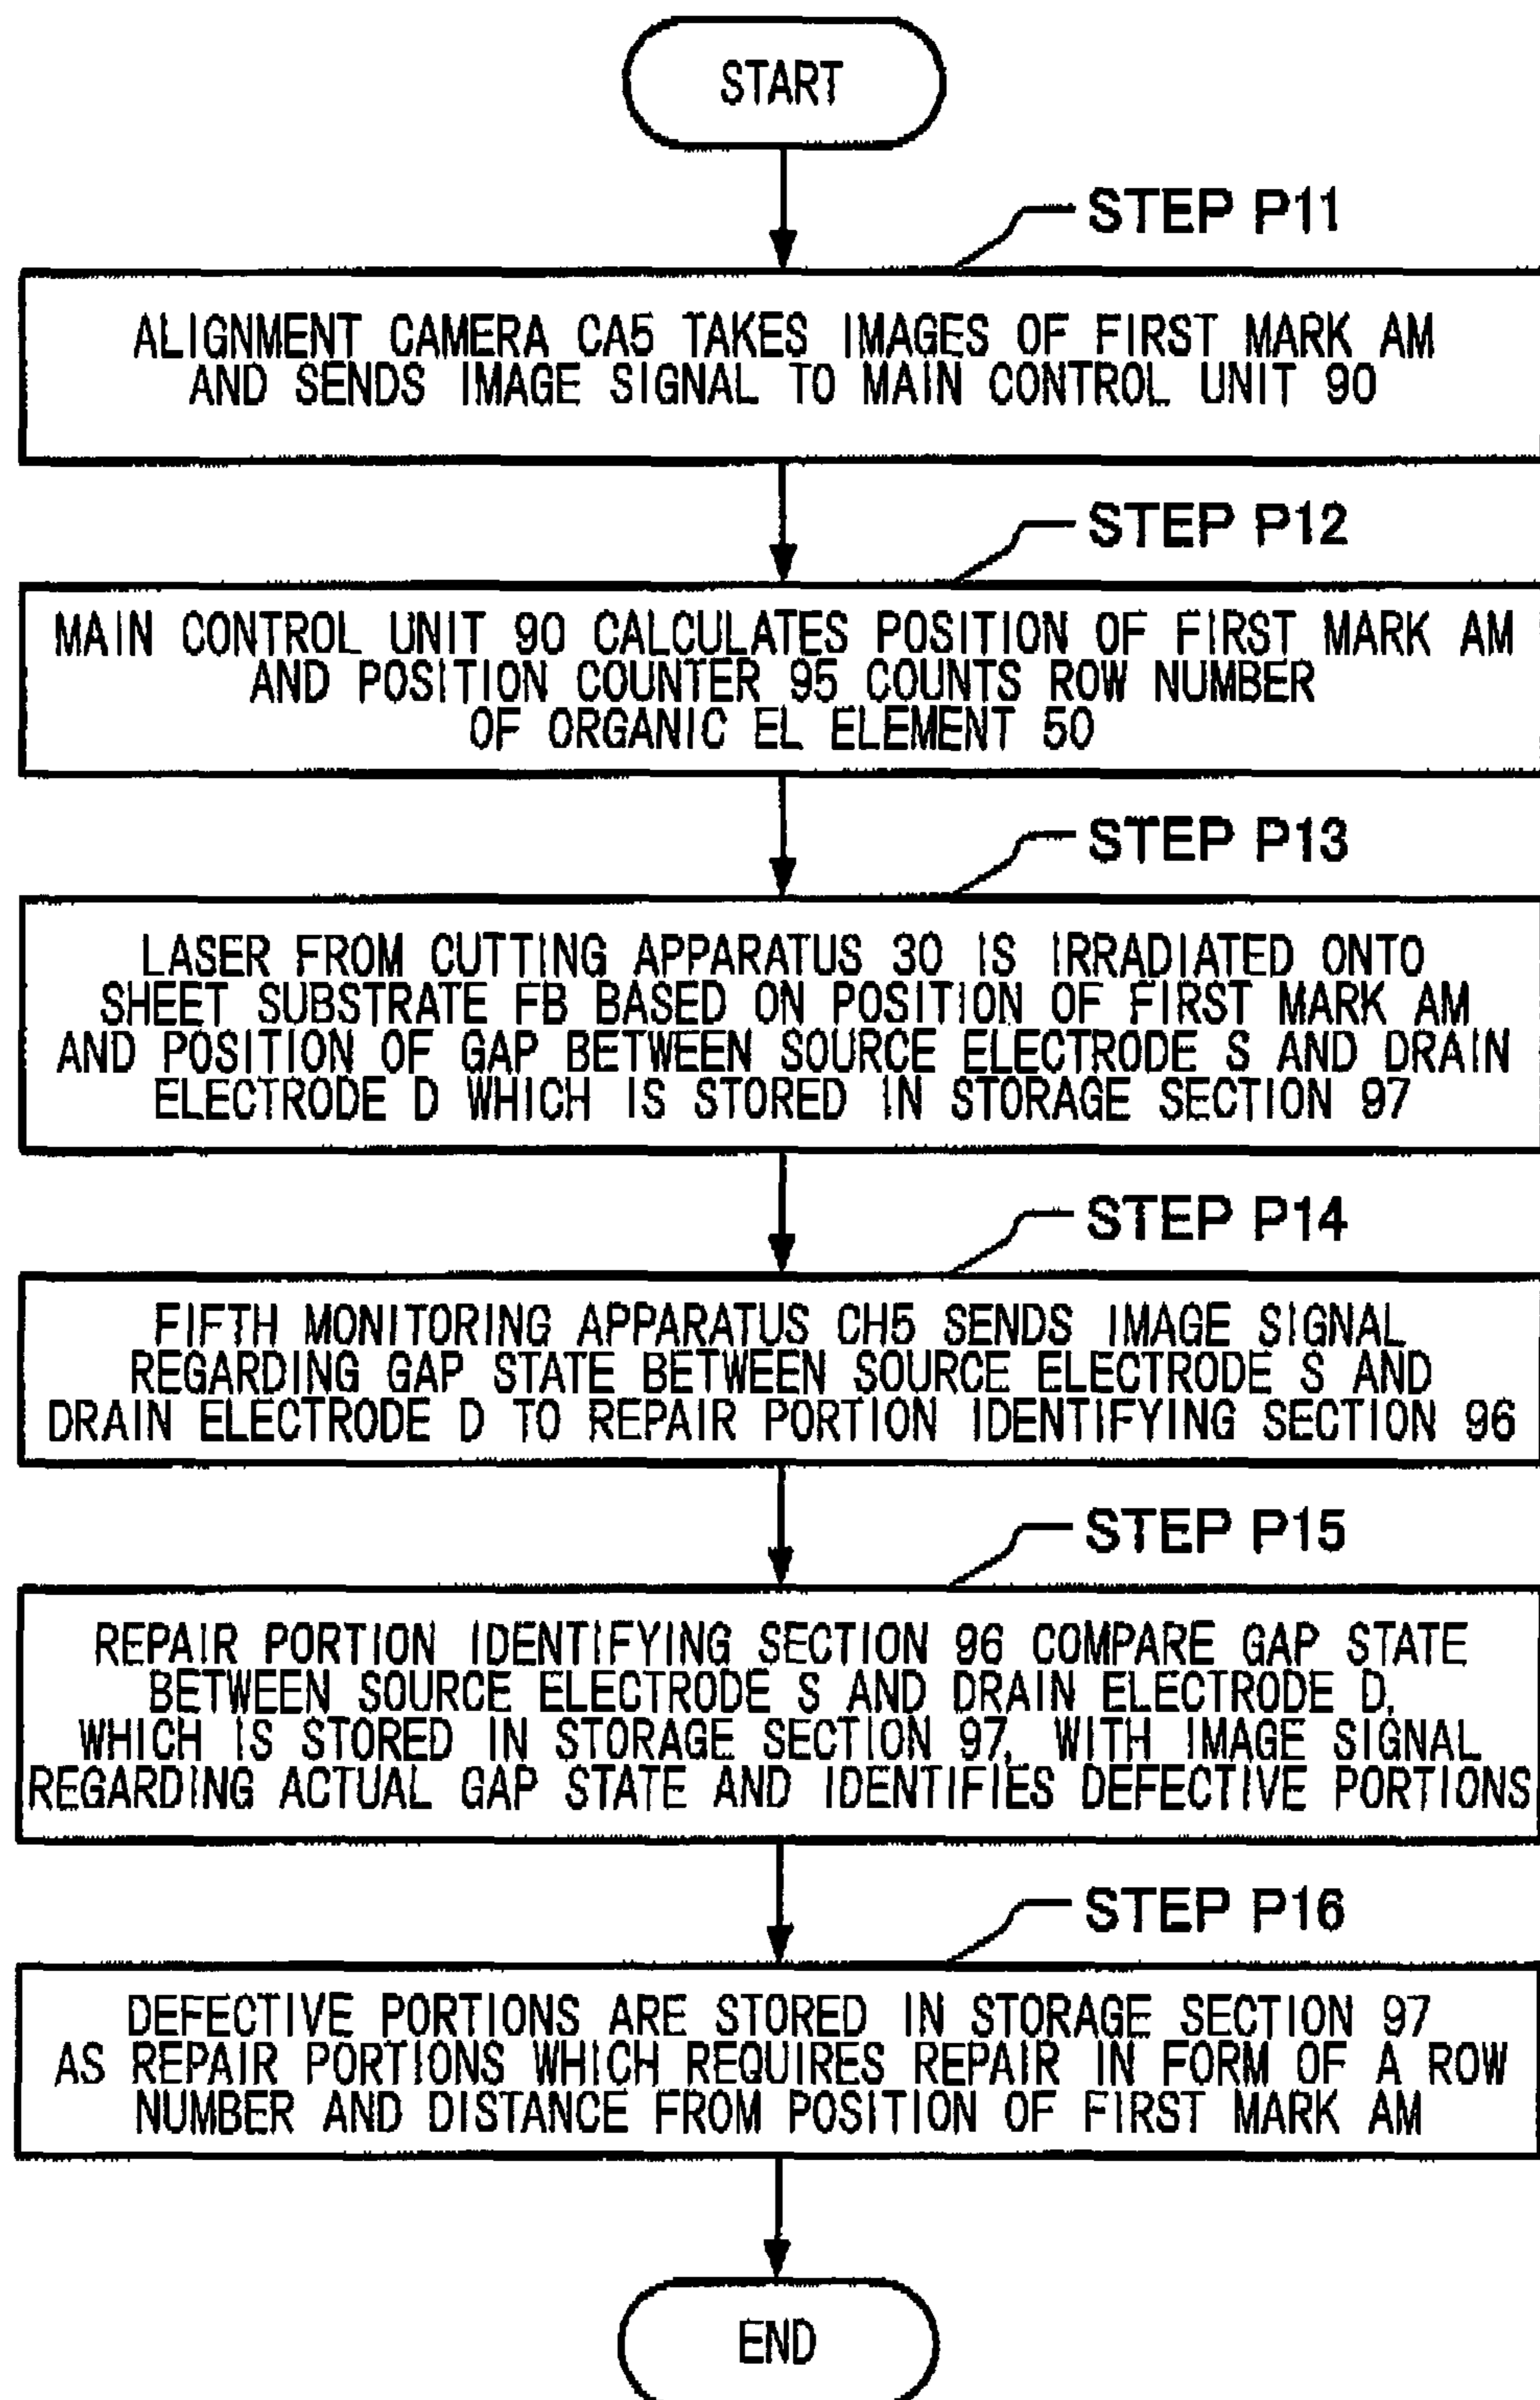 START
STEP P11
ALIGNMENT CAMERA CA5 TAKES IMAGES OF FIRST MARK AM
AND SENDS IMAGE SIGNAL TO MAIN CONTROL UNIT 90
STEP P12
MAIN CONTROL UNIT 90 CALCULATES POSITION OF FIRST MARK AM
AND POSITION COUNTER 95 COUNTS ROW NUMBER
OF ORGANIC EL ELEMENT 50
STEP P13
LASER FROM CUTTING APPARATUS 30 IS IRRADIATED ONTO
SHEET SUBSTRATE FB BASED ON POSITION OF FIRST MARK AM
AND POSITION OF GAP BETWEEN SOURCE ELECTRODE S AND DRAIN
ELECTRODE D WHICH IS STORED IN STORAGE SECTION 97
STEP P14
FIFTH MONITORING APPARATUS CH5 SENDS IMAGE SIGNAL
REGARDING GAP STATE BETWEEN SOURCE ELECTRODE S AND
DRAIN ELECTRODE D TO REPAIR PORTION IDENTIFYING SECTION 96
STEP P15
REPAIR PORTION IDENTIFYING SECTION 96 COMPARE GAP STATE
BETWEEN SOURCE ELECTRODE S AND DRAIN ELECTRODE D,
WHICH IS STORED IN STORAGE SECTION 97, WITH IMAGE SIGNAL
REGARDING ACTUAL GAP STATE AND IDENTIFIES DEFECTIVE PORTIONS
STEP P16
DEFECTIVE PORTIONS ARE STORED IN STORAGE SECTION 97
AS REPAIR PORTIONS WHICH REQUIRES REPAIR IN FORM OF A ROW
NUMBER AND DISTANCE FROM POSITION OF FIRST MARK AM
END